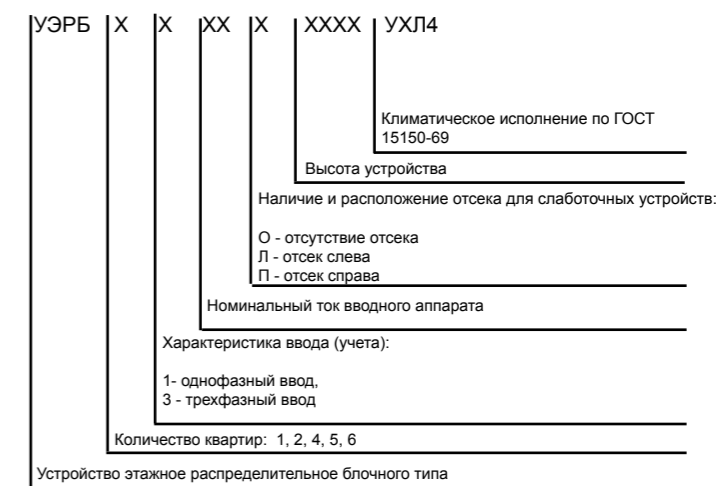 УЭРБ Х Х ХХ Х ХХХХ УХЛ4
Климатическое исполнение по ГОСТ
15150-69
Высота устройства
Наличие и расположение отсека для слаботочных устройств:
О - отсутствие отсека
Л - отсек слева
П - отсек справа
Номинальный ток вводного аппарата
Характеристика ввода (учета):
1- однофазный ввод,
3 - трехфазный ввод
Количество квартир: 1, 2, 4, 5, 6
Устройство этажное распределительное блочного типа